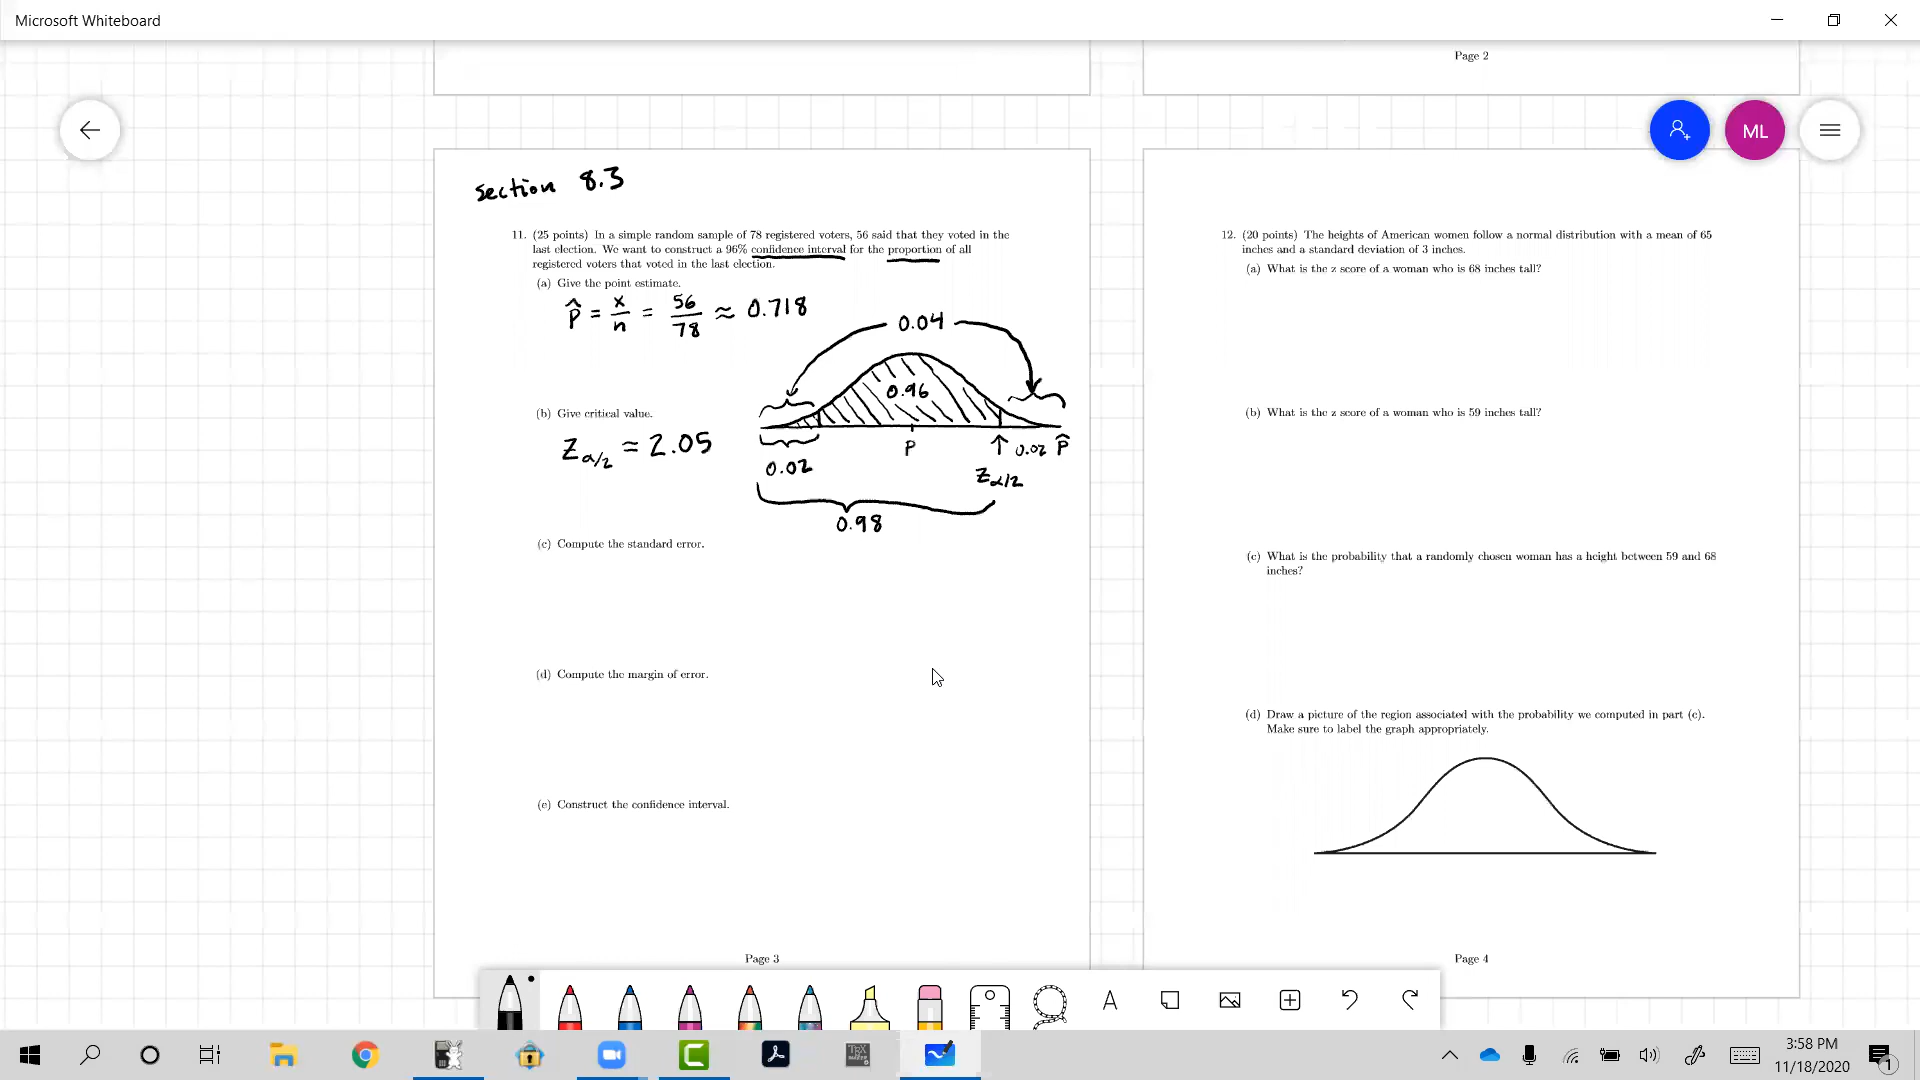 Microsoft Whiteboard
Page 2
ML
section 8.3
11. (25 points) In a simple random sample of 78 registered voters, 56 said that they voted in the
last election. We want to construct a 96% confidence interval for the proportion of all
registered voters that voted in the last election.
(a) Give the point estimate.
p̂ = x/n = 56/78 ≈ 0.718
0.04
0.96
(b) Give critical value.
Z α/2 ≈ 2.05
P
0.02 p̂
0.02
Z α/2
0.98
(c) Compute the standard error.
(d) Compute the margin of error.
(e) Construct the confidence interval.
Page 3
12. (20 points) The heights of American women follow a normal distribution with a mean of 65
inches and a standard deviation of 3 inches.
(a) What is the z score of a woman who is 68 inches tall?
(b) What is the z score of a woman who is 59 inches tall?
(c) What is the probability that a randomly chosen woman has a height between 59 and 68
inches?
(d) Draw a picture of the region associated with the probability we computed in part (c).
Make sure to label the graph appropriately.
Page 4
A
3:58 PM
11/18/2020
1